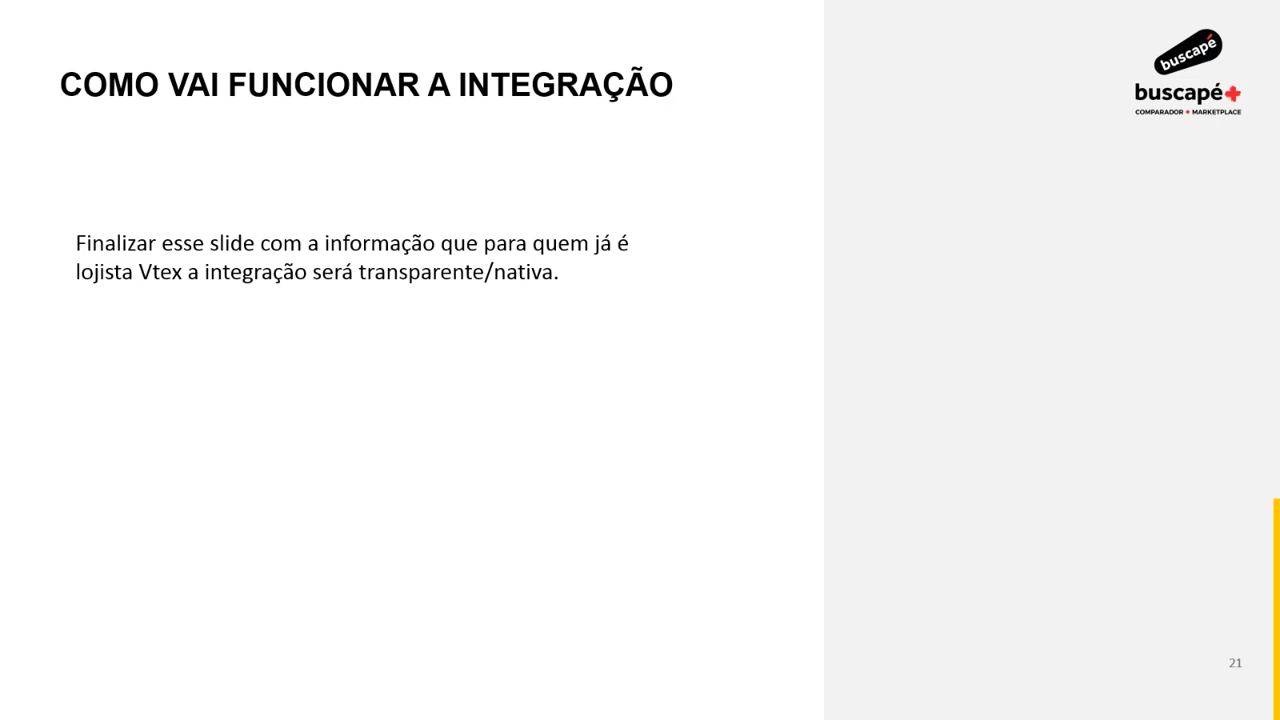 COMO VAI FUNCIONAR A INTEGRAÇÃO
buscapé
buscapé+
COMPARADOR + MARKETPLACE
Finalizar esse slide com a informação que para quem já é
lojista Vtex a integração será transparente/nativa.
21